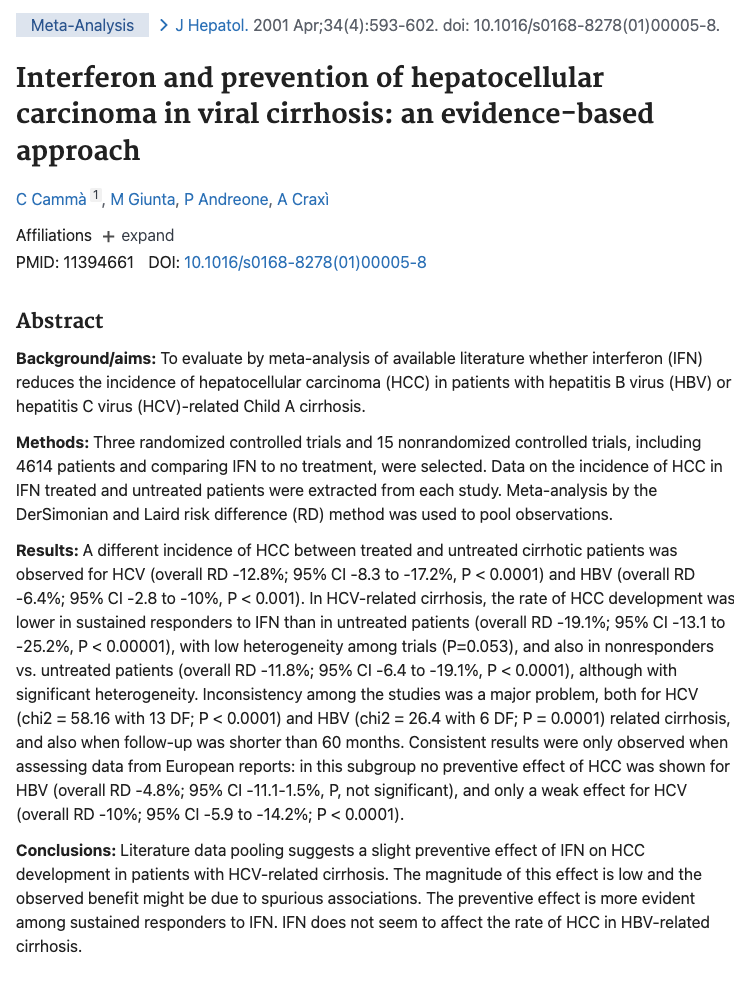 Meta-Analysis > J Hepatol. 2001 Apr;34(4):593-602. doi: 10.1016/s0168-8278(01)00005-8.
Interferon and prevention of hepatocellular
carcinoma in viral cirrhosis: an evidence-based
approach
C Cammà 1, M Giunta, P Andreone, A Craxì
Affiliations + expand
PMID: 11394661 DOI: 10.1016/s0168-8278(01)00005-8
Abstract
Background/aims: To evaluate by meta-analysis of available literature whether interferon (IFN)
reduces the incidence of hepatocellular carcinoma (HCC) in patients with hepatitis B virus (HBV) or
hepatitis C virus (HCV)-related Child A cirrhosis.
Methods: Three randomized controlled trials and 15 nonrandomized controlled trials, including
4614 patients and comparing IFN to no treatment, were selected. Data on the incidence of HCC in
IFN treated and untreated patients were extracted from each study. Meta-analysis by the
DerSimonian and Laird risk difference (RD) method was used to pool observations.
Results: A different incidence of HCC between treated and untreated cirrhotic patients was
observed for HCV (overall RD -12.8%; 95% CI -8.3 to -17.2%, P < 0.0001) and HBV (overall RD
-6.4%; 95% CI -2.8 to -10%, P < 0.001). In HCV-related cirrhosis, the rate of HCC development was
lower in sustained responders to IFN than in untreated patients (overall RD -19.1%; 95% CI -13.1 to
-25.2%, P < 0.00001), with low heterogeneity among trials (P=0.053), and also in nonresponders
vs. untreated patients (overall RD -11.8%; 95% CI -6.4 to -19.1%, P < 0.0001), although with
significant heterogeneity. Inconsistency among the studies was a major problem, both for HCV
(chi2 = 58.16 with 13 DF; P < 0.0001) and HBV (chi2 = 26.4 with 6 DF; P = 0.0001) related cirrhosis,
and also when follow-up was shorter than 60 months. Consistent results were only observed when
assessing data from European reports: in this subgroup no preventive effect of HCC was shown for
HBV (overall RD -4.8%; 95% CI -11.1-1.5%, P, not significant), and only a weak effect for HCV
(overall RD -10%; 95% CI -5.9 to -14.2%; P < 0.0001).
Conclusions: Literature data pooling suggests a slight preventive effect of IFN on HCC
development in patients with HCV-related cirrhosis. The magnitude of this effect is low and the
observed benefit might be due to spurious associations. The preventive effect is more evident
among sustained responders to IFN. IFN does not seem to affect the rate of HCC in HBV-related
cirrhosis.